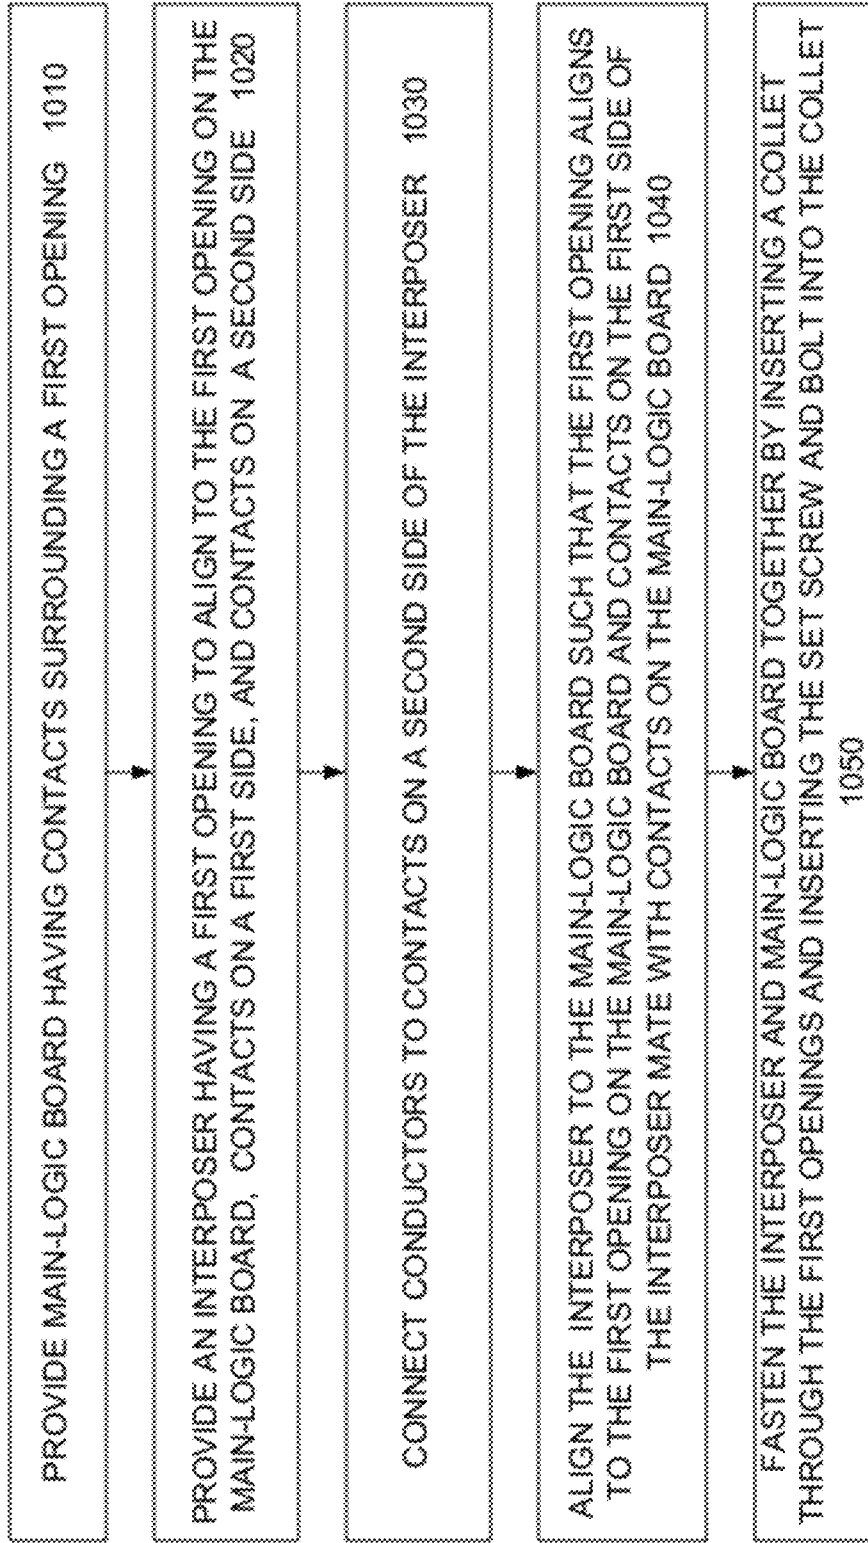 PROVIDE MAIN-LOGIC BOARD HAVING CONTACTS SURROUNDING A FIRST OPENING 1010
PROVIDE AN INTERPOSER HAVING A FIRST OPENING TO ALIGN TO THE FIRST OPENING ON THE
MAIN-LOGIC BOARD, CONTACTS ON A FIRST SIDE, AND CONTACTS ON A SECOND SIDE 1020
CONNECT CONDUCTORS TO CONTACTS ON A SECOND SIDE OF THE INTERPOSER 1030
ALIGN THE INTERPOSER TO THE MAIN-LOGIC BOARD SUCH THAT THE FIRST OPENING ALIGNS
TO THE FIRST OPENING ON THE MAIN-LOGIC BOARD AND CONTACTS ON THE FIRST SIDE OF
THE INTERPOSER MATE WITH CONTACTS ON THE MAIN-LOGIC BOARD 1040
FASTEN THE INTERPOSER AND MAIN-LOGIC BOARD TOGETHER BY INSERTING A COLLET
THROUGH THE FIRST OPENINGS AND INSERTING THE SET SCREW AND BOLT INTO THE COLLET
1050